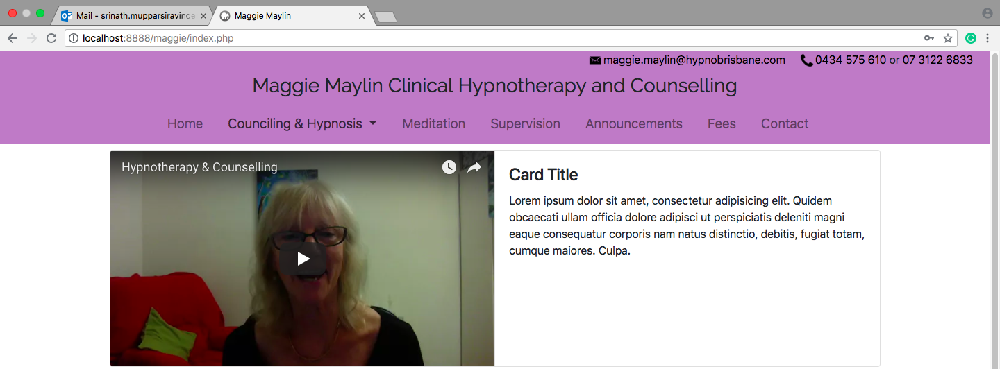 Mail - srinath.mupparsiravinder
Maggie Maylin
localhost:8888/maggie/index.php
maggie.maylin@hypnobrisbane.com 0434 575 610 or 07 3122 6833
Maggie Maylin Clinical Hypnotherapy and Counselling
Home Counciling & Hypnosis Meditation Supervision Announcements Fees Contact
Hypnotherapy & Counselling
Card Title
Lorem ipsum dolor sit amet, consectetur adipisicing elit. Quidem
obcaecati ullam officia dolore adipisci ut perspiciatis deleniti magni
eaque consequatur corporis nam natus distinctio, debitis, fugiat totam,
cumque maiores. Culpa.